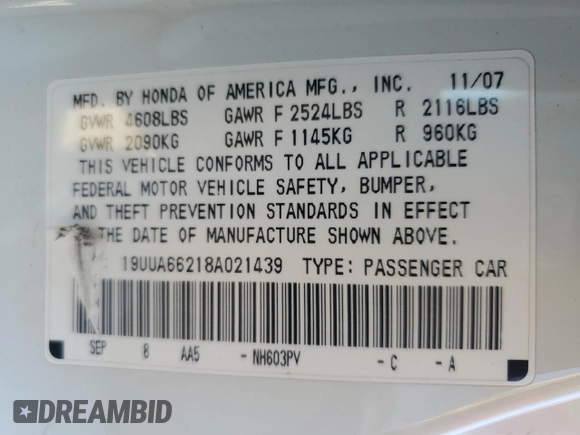 MFD. BY HONDA OF AMERICA MFG., INC. 11/07
GVWR 4608LBS GAWR F 2524LBS R 2116LBS
GVWR 2090KG GAWR F 1145KG R 960KG
THIS VEHICLE CONFORMS TO ALL APPLICABLE
FEDERAL MOTOR VEHICLE SAFETY, BUMPER,
AND THEFT PREVENTION STANDARDS IN EFFECT
THE DATE OF MANUFACTURE SHOWN ABOVE.
19UUA66218A021439 TYPE: PASSENGER CAR
SEP 8 AA5 - NH603PV - C - A
DREAMBID